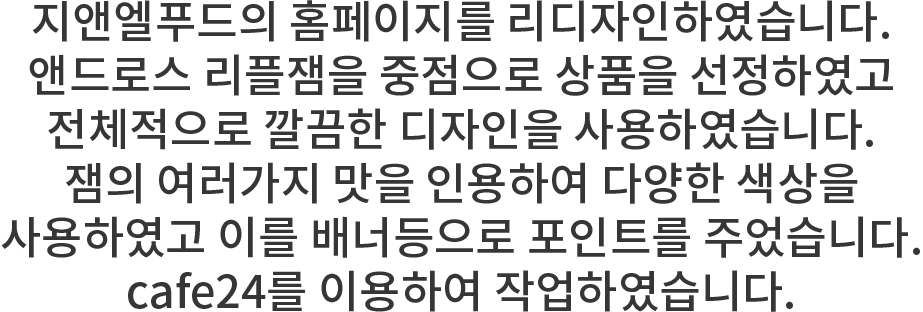 지앤엘푸드의 홈페이지를 리디자인하였습니다.
앤드로스 리플잼을 중점으로 상품을 선정하였고
전체적으로 깔끔한 디자인을 사용하였습니다.
잼의 여러가지 맛을 인용하여 다양한 색상을
사용하였고 이를 배너등으로 포인트를 주었습니다.
cafe24를 이용하여 작업하였습니다.